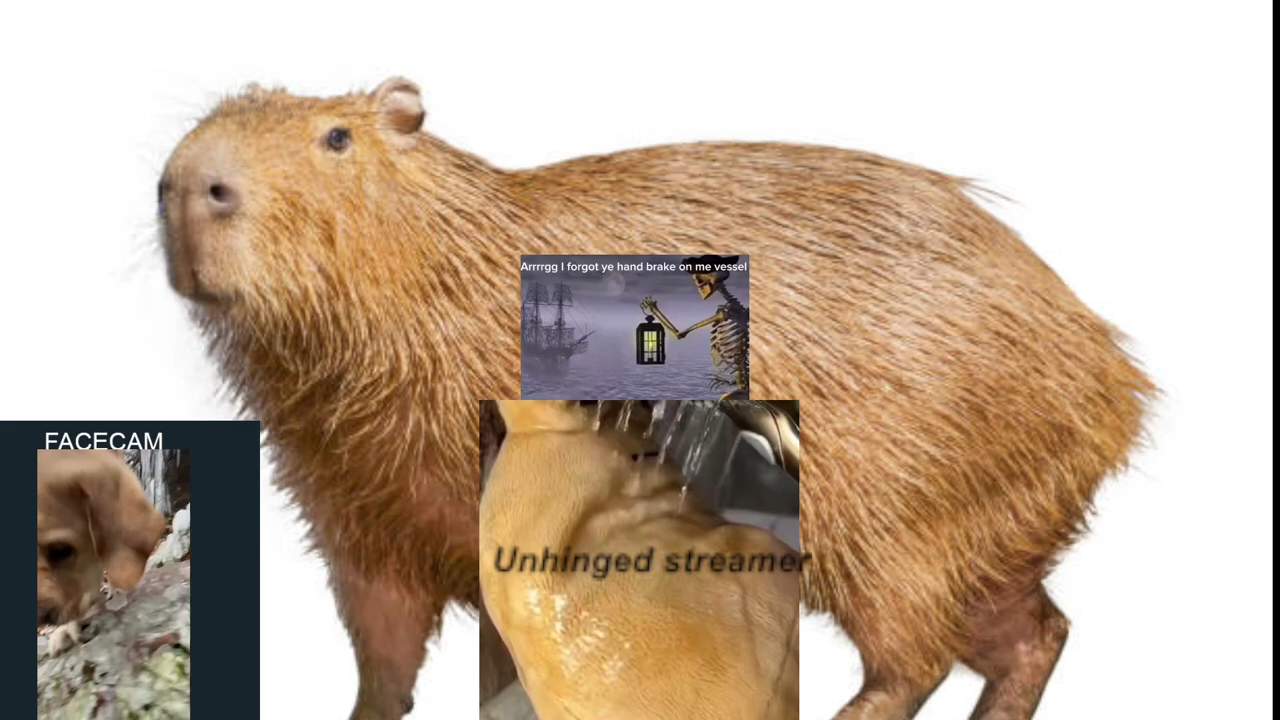 Arrrrgg I forgot ye hand brake on me vessel
FACECAM
Unhinged streamer